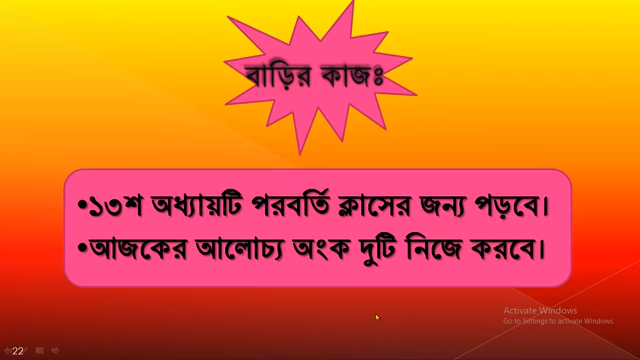 বাড়ির কাজঃ
•১৩শ অধ্যায়টি পরবর্তি ক্লাসের জন্য পড়বে।
•আজকের আলোচ্য অংক দুটি নিজে করবে।
Activate Windows
Go to Settings to activate Windows.
22